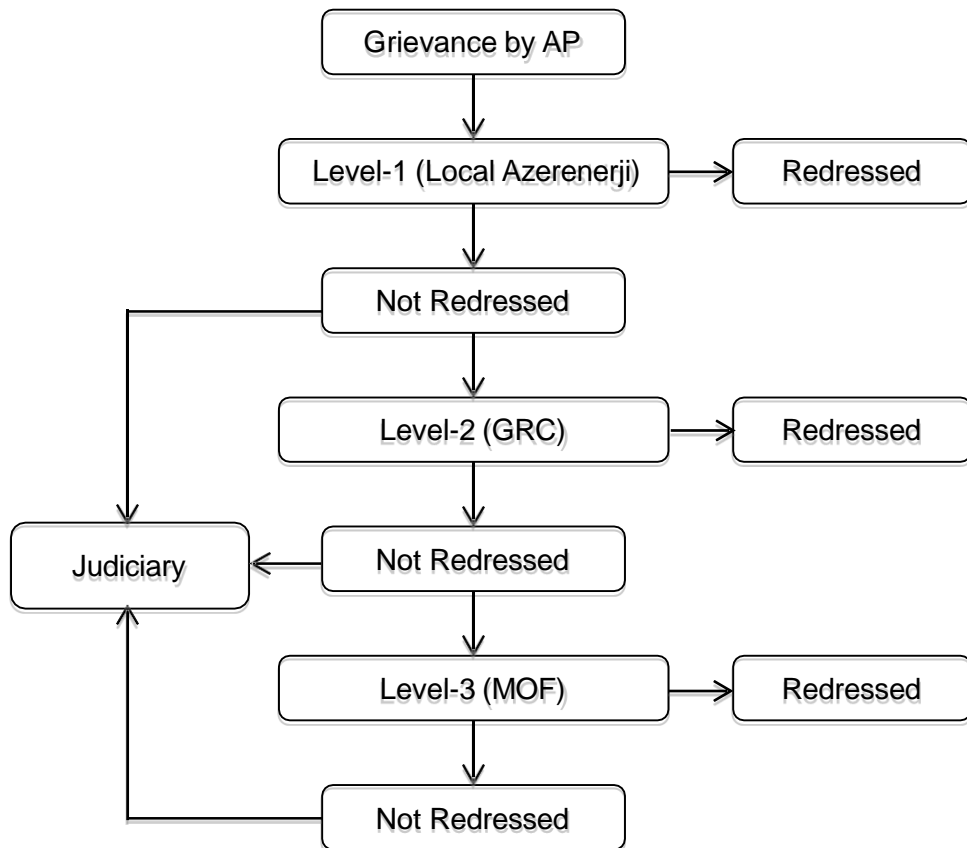 Grievance by AP
Level-1 (Local Azerenerji)
Redressed
Not Redressed
Level-2 (GRC)
Redressed
Judiciary
Not Redressed
Level-3 (MOF)
Redressed
Not Redressed